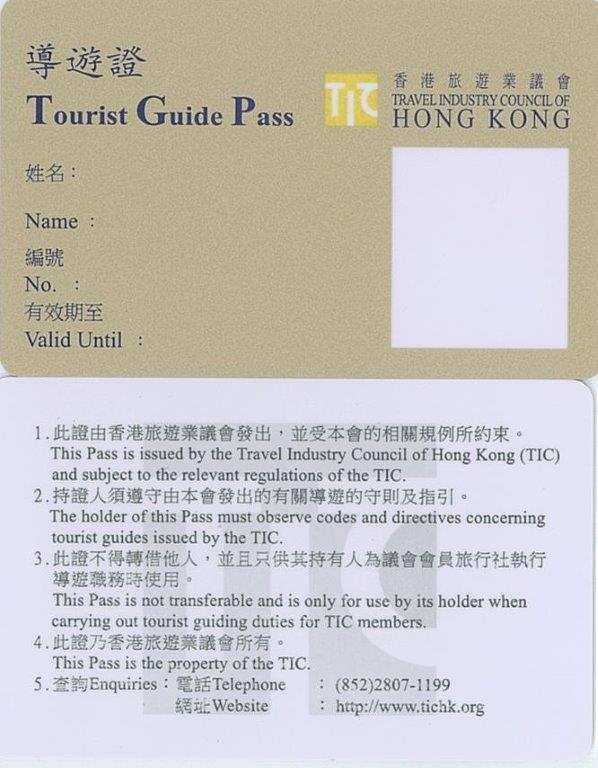 導遊證
Tourist Guide Pass
TIC
香港旅遊業議會
TRAVEL INDUSTRY COUNCIL OF
HONG KONG
姓名：
Name :
編號
No. :
有效期至
Valid Until :
1. 此證由香港旅遊業議會發出，並受本會的相關規例所約束。
This Pass is issued by the Travel Industry Council of Hong Kong (TIC)
and subject to the relevant regulations of the TIC.
2. 持證人須遵守由本會發出的有關導遊的守則及指引。
The holder of this Pass must observe codes and directives concerning
tourist guides issued by the TIC.
3. 此證不得轉借他人，並且只供其持有人為議會會員旅行社執行
導遊職務時使用。
This Pass is not transferable and is only for use by its holder when
carrying out tourist guiding duties for TIC members.
4. 此證乃香港旅遊業議會所有。
This Pass is the property of the TIC.
5. 查詢Enquiries：電話Telephone : (852)2807-1199
網址Website : http://www.tichk.org